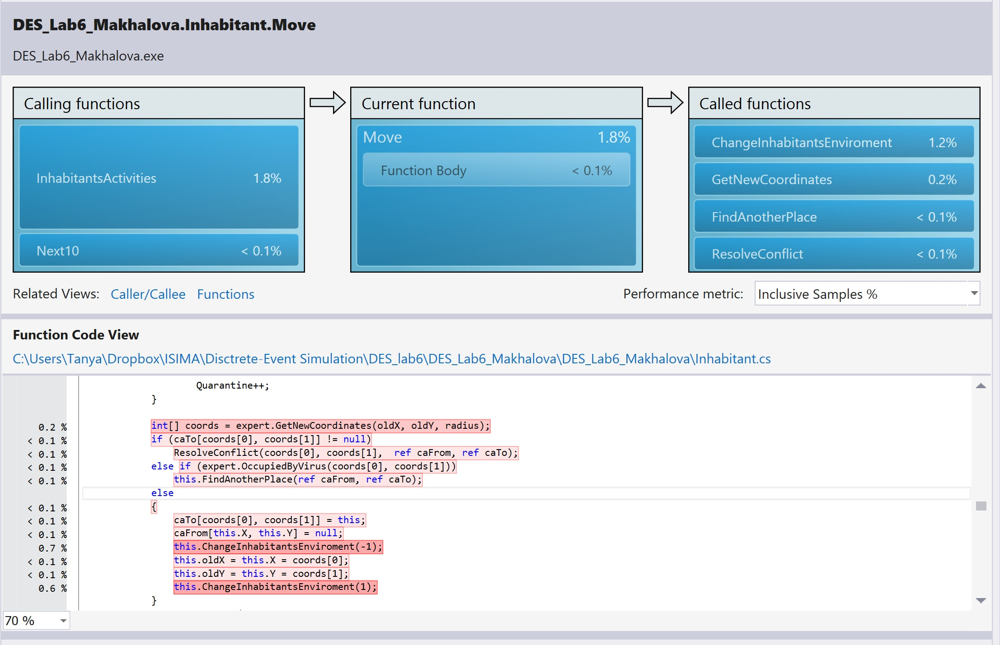 DES_Lab6_Makhalova.Inhabitant.Move
DES_Lab6_Makhalova.exe
Calling functions
InhabitantsActivities 1.8%
Next10 < 0.1%
Current function
Move 1.8%
Function Body < 0.1%
Called functions
ChangeInhabitantsEnviroment 1.2%
GetNewCoordinates 0.2%
FindAnotherPlace < 0.1%
ResolveConflict < 0.1%
Related Views: Caller/Callee Functions
Performance metric: Inclusive Samples %
Function Code View
C:\Users\Tanya\Dropbox\ISIMA\Disctrete-Event Simulation\DES_lab6\DES_Lab6_Makhalova\DES_Lab6_Makhalova\Inhabitant.cs
Quarantine++;
}
0.2 % int[] coords = expert.GetNewCoordinates(oldX, oldY, radius);
< 0.1 % if (caTo[coords[0], coords[1]] != null)
< 0.1 % ResolveConflict(coords[0], coords[1], ref caFrom, ref caTo);
< 0.1 % else if (expert.OccupiedByVirus(coords[0], coords[1]))
< 0.1 % this.FindAnotherPlace(ref caFrom, ref caTo);
else
< 0.1 % {
< 0.1 % caTo[coords[0], coords[1]] = this;
< 0.1 % caFrom[this.X, this.Y] = null;
0.7 % this.ChangeInhabitantsEnviroment(-1);
< 0.1 % this.oldX = this.X = coords[0];
< 0.1 % this.oldY = this.Y = coords[1];
0.6 % this.ChangeInhabitantsEnviroment(1);
}
70 %